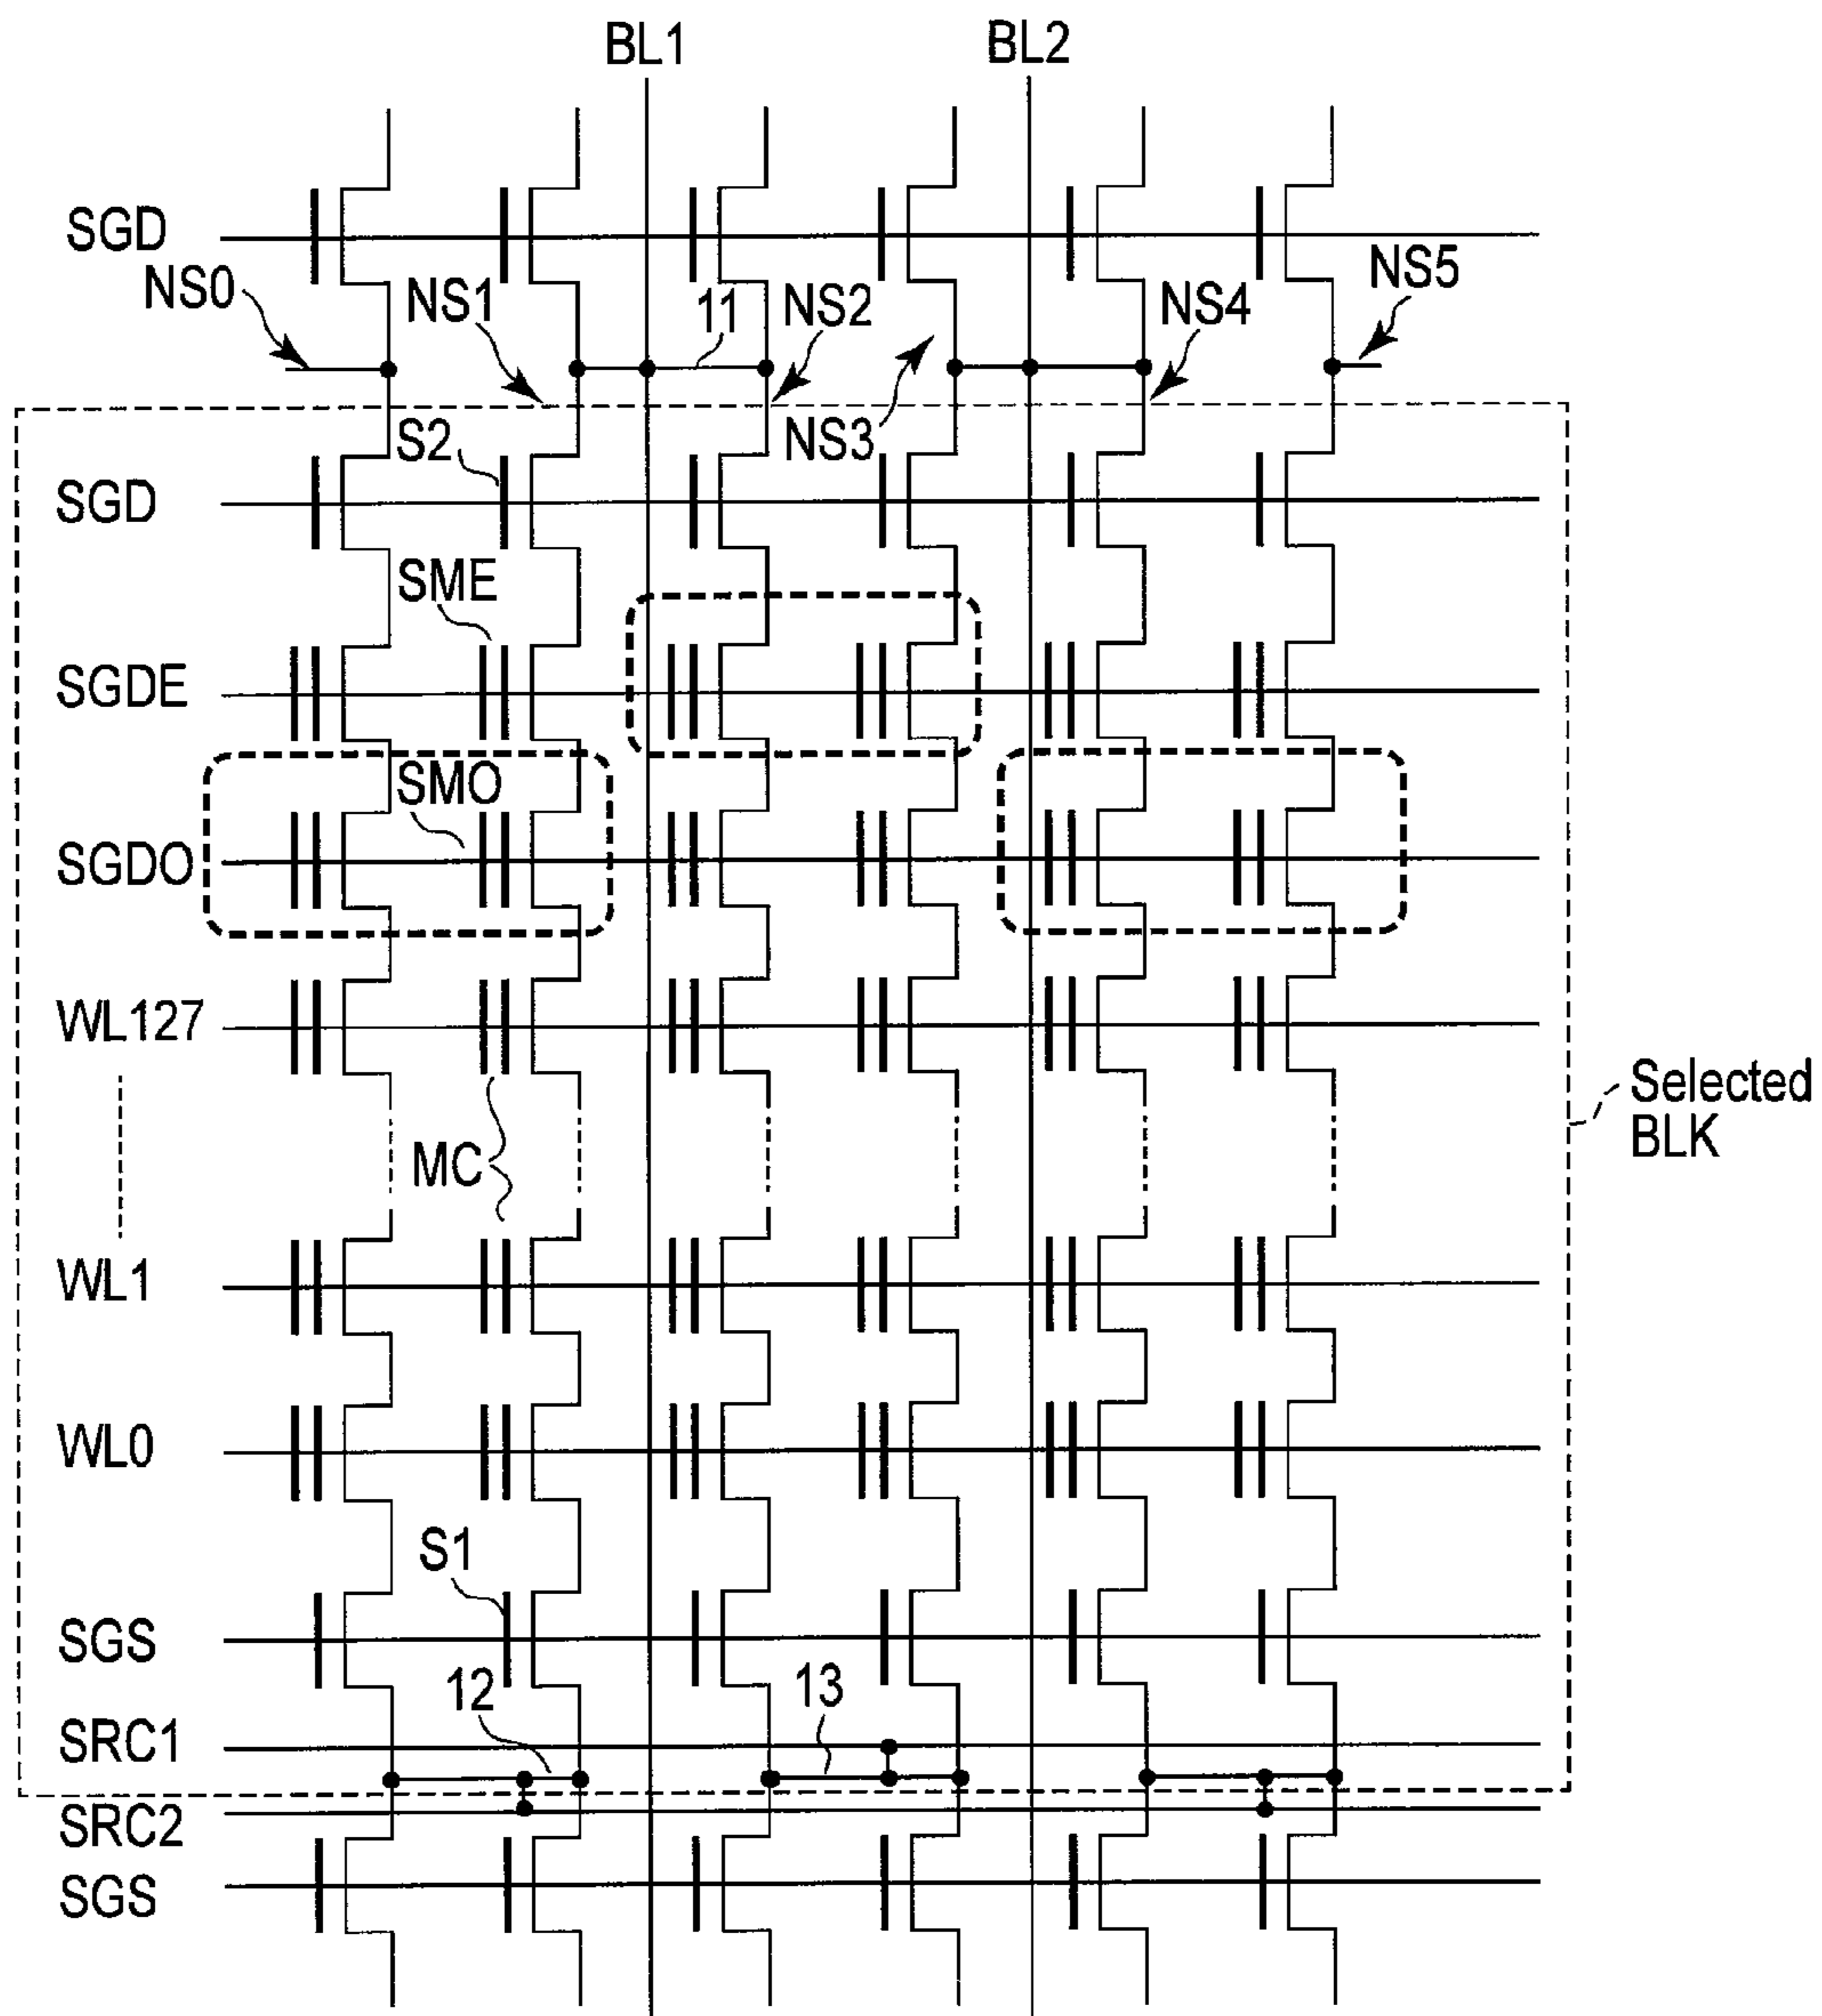 BL1
BL2
SGD
NS0
NS1
11
NS2
NS3
NS4
NS5
S2
SGD
SME
SGDE
SMO
SGDO
WL127
Selected
BLK
MC
WL1
WL0
S1
SGS
12
13
SRC1
SRC2
SGS